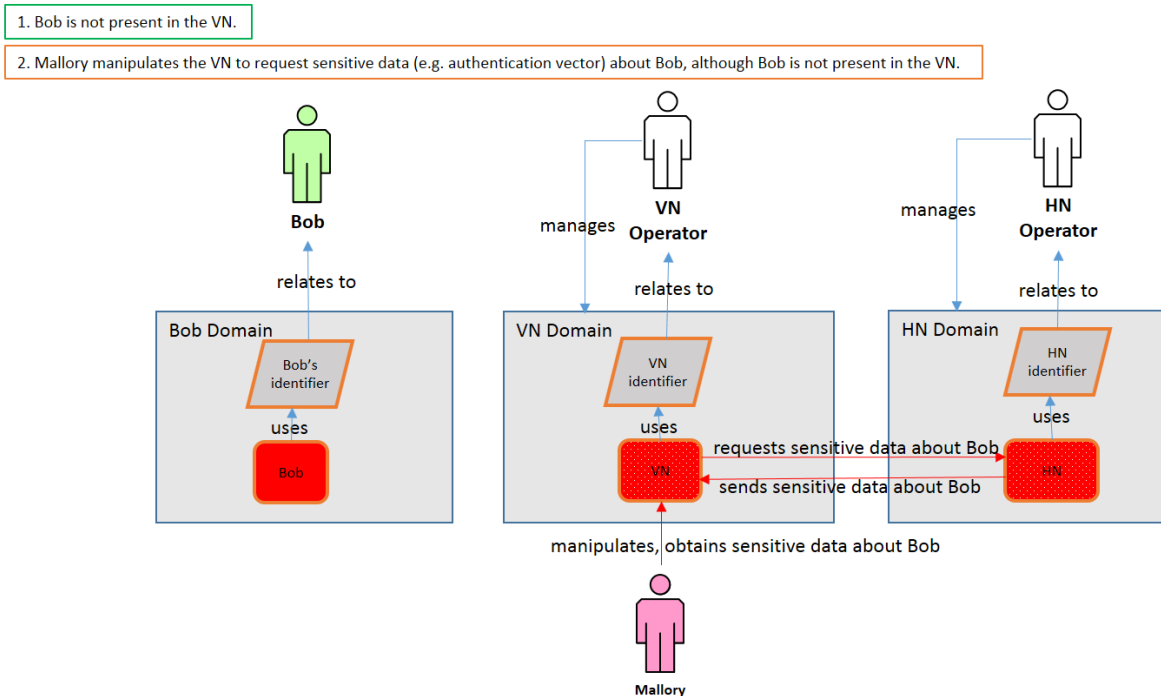 1. Bob is not present in the VN.
2. Mallory manipulates the VN to request sensitive data (e.g. authentication vector) about Bob, although Bob is not present in the VN.
Bob
VN
Operator
HN
Operator
manages
manages
relates to
relates to
relates to
Bob Domain
VN Domain
HN Domain
Bob's
identifier
VN
identifier
HN
identifier
uses
uses
uses
Bob
VN
HN
requests sensitive data about Bob
sends sensitive data about Bob
manipulates, obtains sensitive data about Bob
Mallory